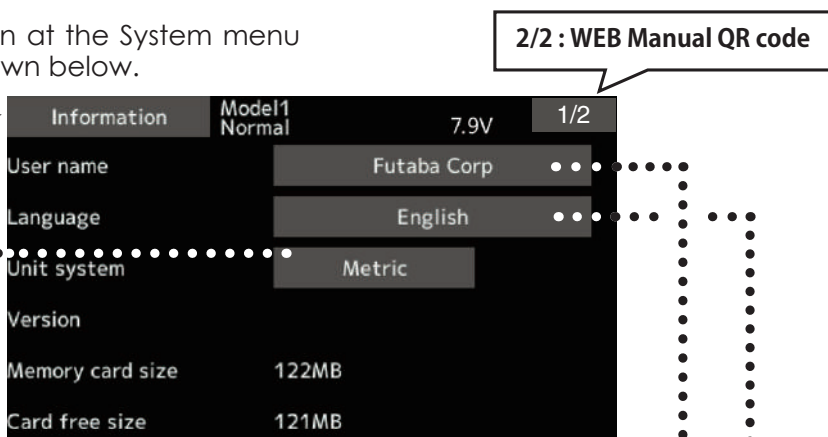 n at the System menu
wn below.
2/2 : WEB Manual QR code
Information Model1 Normal 7.9V 1/2
User name Futaba Corp
Language English
Unit system Metric
Version
Memory card size 122MB
Card free size 121MB